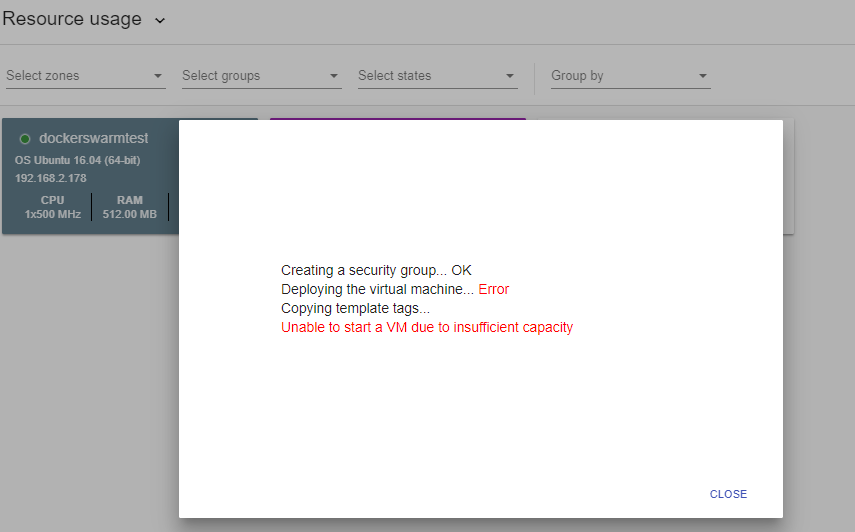 Resource usage
Select zones
Select groups
Select states
Group by
dockerswarmtest
OS Ubuntu 16.04 (64-bit)
192.168.2.178
CPU
RAM
1x500 MHz
512.00 MB
Creating a security group... OK
Deploying the virtual machine... Error
Copying template tags...
Unable to start a VM due to insufficient capacity
CLOSE